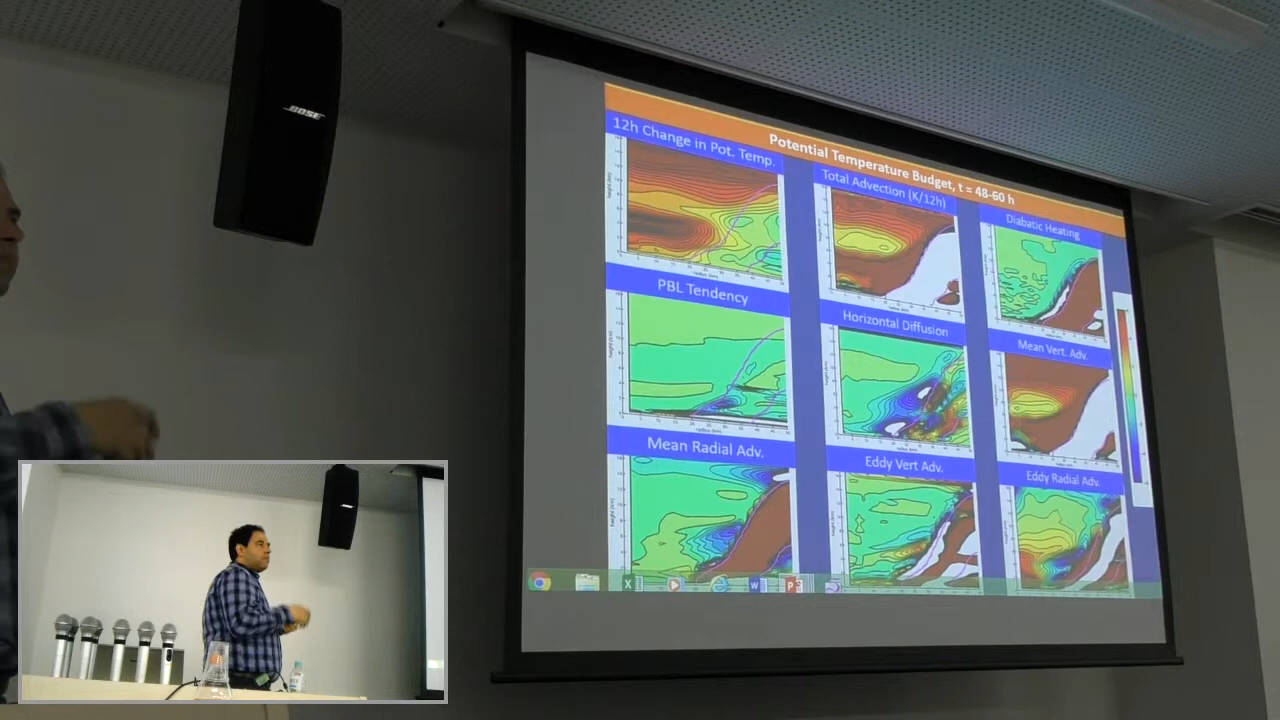 BOSE
Potential Temperature Budget, t = 48-60 h
12h Change in Pot. Temp.
Total Advection (K/12h)
Diabatic Heating
PBL Tendency
Horizontal Diffusion
Mean Vert. Adv.
Mean Radial Adv.
Eddy Vert Adv.
Eddy Radial Adv.